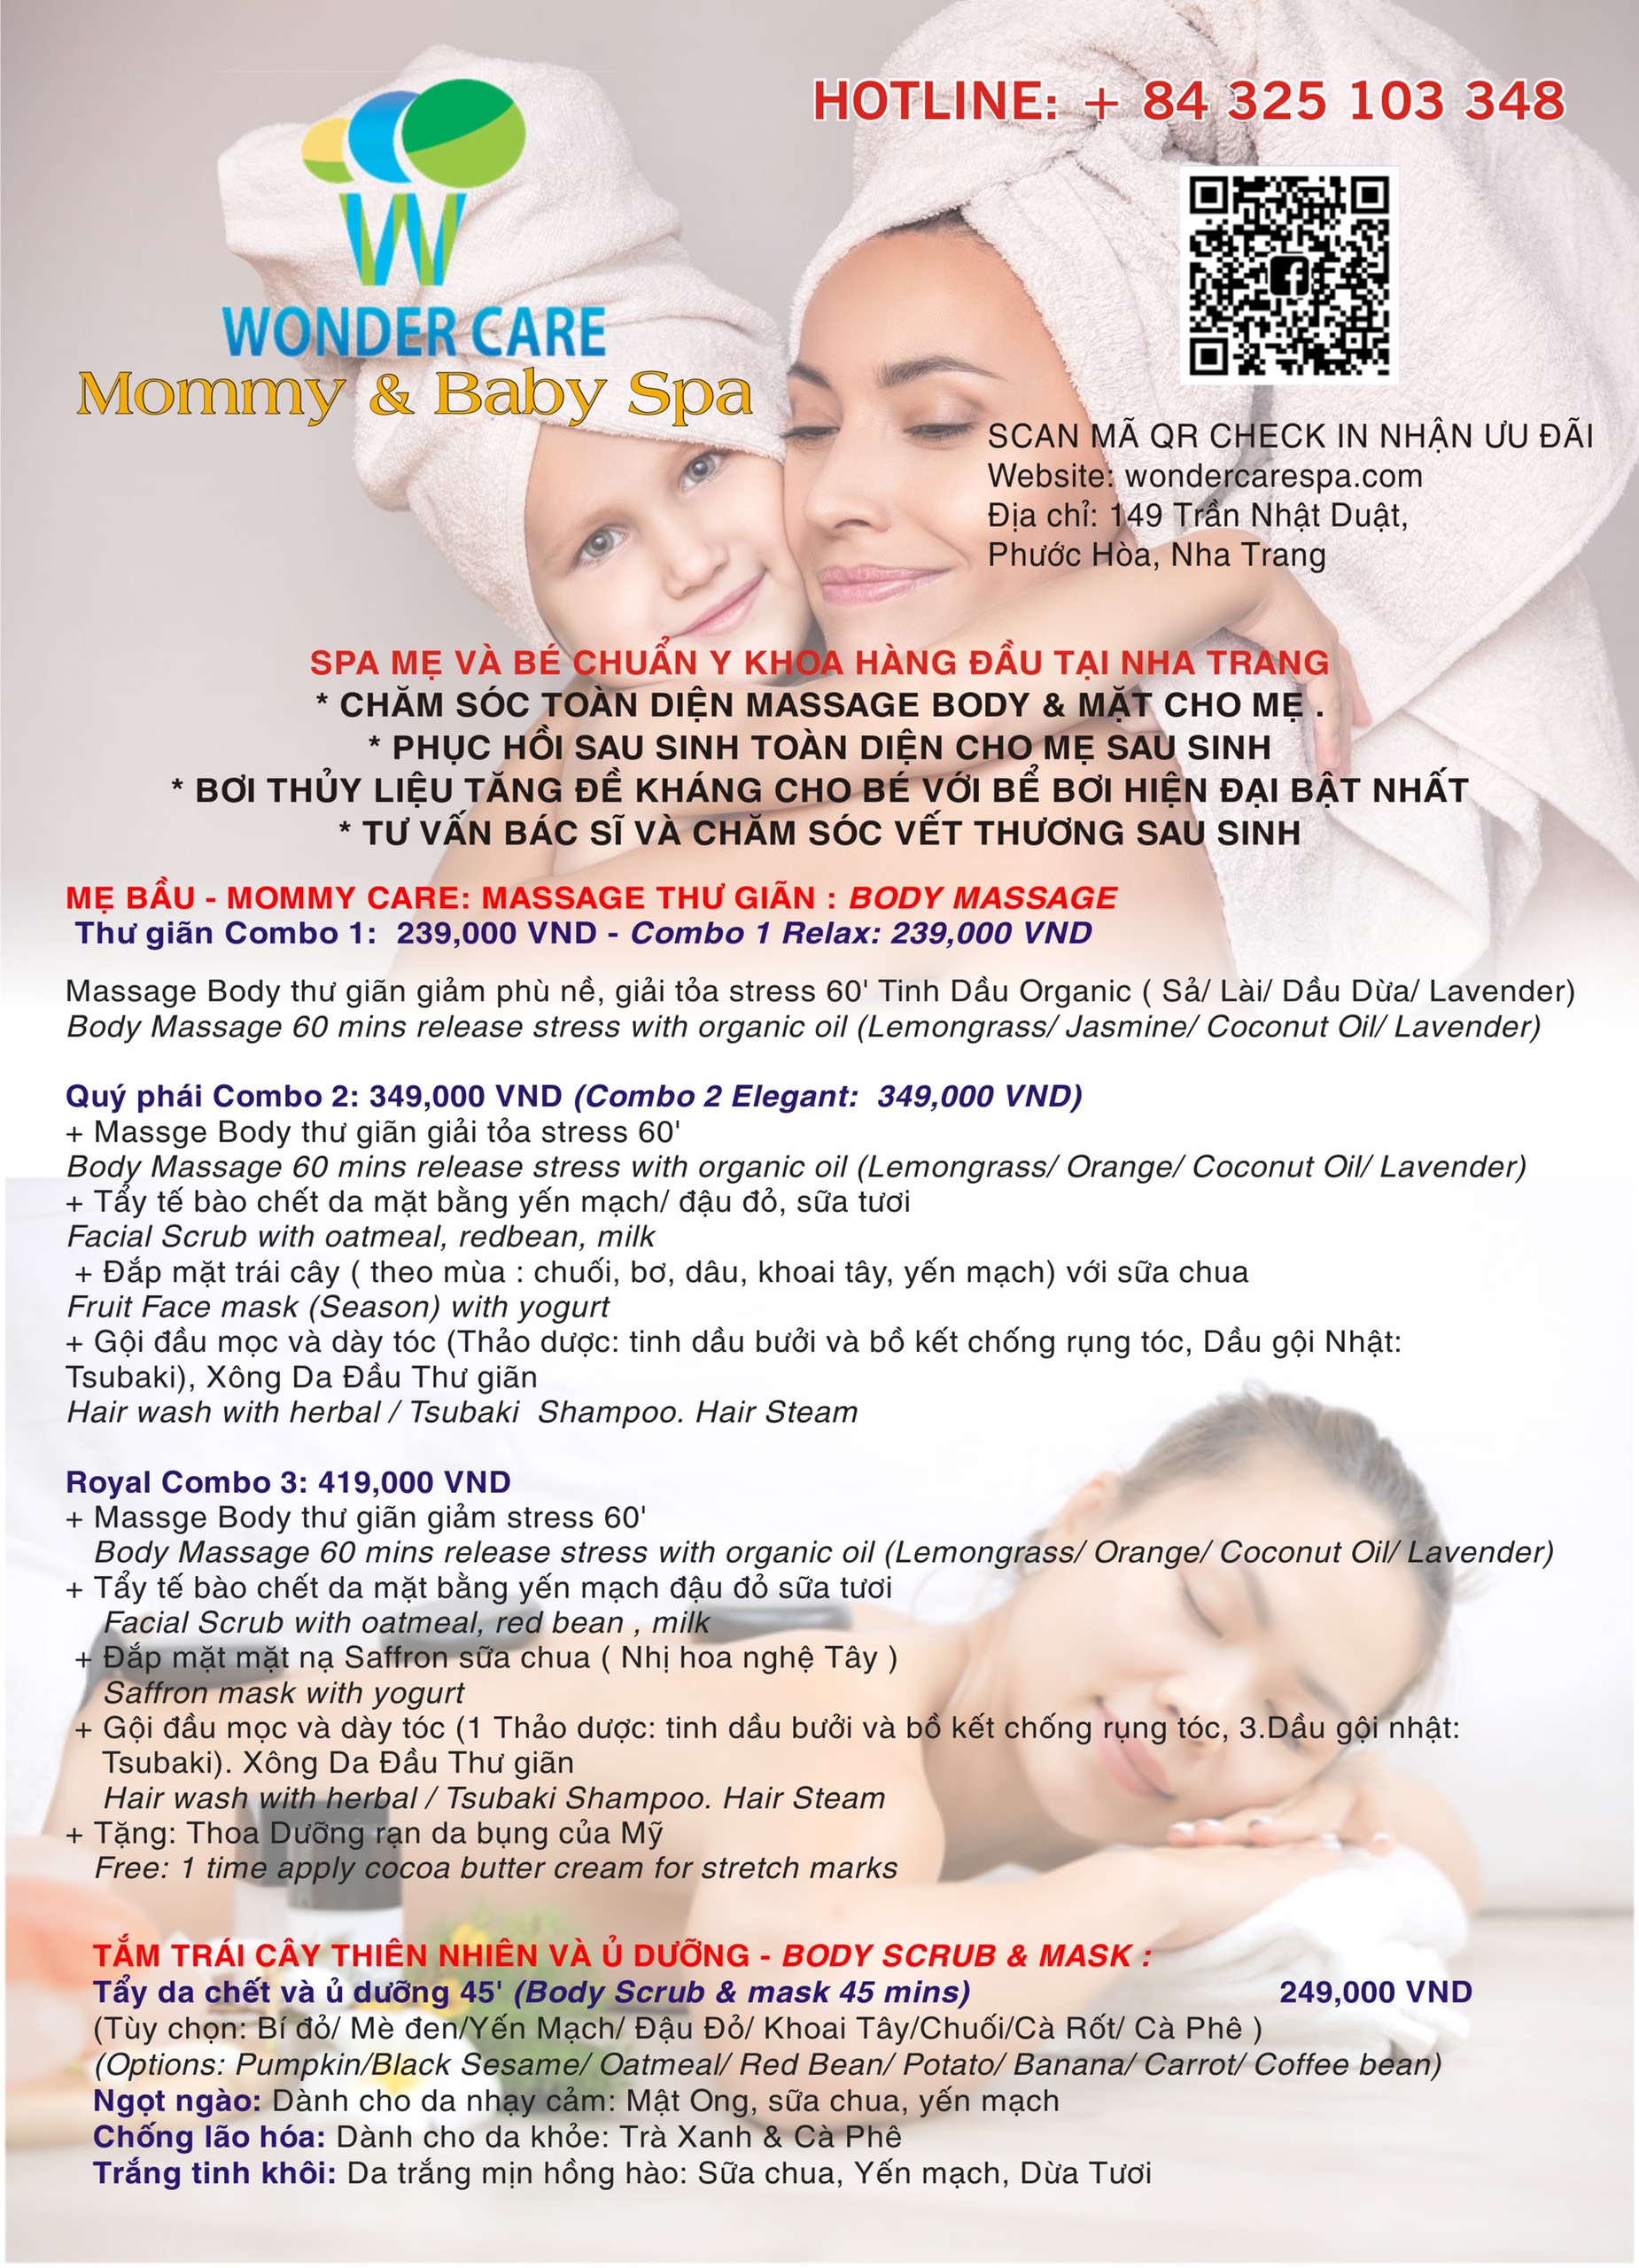 HOTLINE: + 84 325 103 348
W
WONDER CARE
Mommy & Baby Spa
SCAN MÃ QR CHECK IN NHẬN ƯU ĐÃI
Website: wondercarespa.com
Địa chỉ: 149 Trần Nhật Duật,
Phước Hòa, Nha Trang
SPA MẸ VÀ BÉ CHUẨN Y KHOA HÀNG ĐẦU TẠI NHA TRANG
* CHĂM SÓC TOÀN DIỆN MASSAGE BODY & MẶT CHO MẸ .
* PHỤC HỒI SAU SINH TOÀN DIỆN CHO MẸ SAU SINH
* BƠI THỦY LIỆU TĂNG ĐỀ KHÁNG CHO BÉ VỚI BỂ BƠI HIỆN ĐẠI BẬT NHẤT
* TƯ VẤN BÁC SĨ VÀ CHĂM SÓC VẾT THƯƠNG SAU SINH
MẸ BẦU - MOMMY CARE: MASSAGE THƯ GIÃN : BODY MASSAGE
Thư giãn Combo 1: 239,000 VND - Combo 1 Relax: 239,000 VND
Massage Body thư giãn giảm phù nề, giải tỏa stress 60' Tinh Dầu Organic ( Sả/ Lài/ Dầu Dừa/ Lavender)
Body Massage 60 mins release stress with organic oil (Lemongrass/ Jasmine/ Coconut Oil/ Lavender)
Quý phái Combo 2: 349,000 VND (Combo 2 Elegant: 349,000 VND)
+ Massge Body thư giãn giải tỏa stress 60'
Body Massage 60 mins release stress with organic oil (Lemongrass/ Orange/ Coconut Oil/ Lavender)
+ Tẩy tế bào chết da mặt bằng yến mạch/ đậu đỏ, sữa tươi
Facial Scrub with oatmeal, redbean, milk
+ Đắp mặt trái cây ( theo mùa : chuối, bơ, dâu, khoai tây, yến mạch) với sữa chua
Fruit Face mask (Season) with yogurt
+ Gội đầu mọc và dày tóc (Thảo dược: tinh dầu bưởi và bồ kết chống rụng tóc, Dầu gội Nhật:
Tsubaki), Xông Da Đầu Thư giãn
Hair wash with herbal / Tsubaki Shampoo. Hair Steam
Royal Combo 3: 419,000 VND
+ Massge Body thư giãn giảm stress 60'
Body Massage 60 mins release stress with organic oil (Lemongrass/ Orange/ Coconut Oil/ Lavender)
+ Tẩy tế bào chết da mặt bằng yến mạch đậu đỏ sữa tươi
Facial Scrub with oatmeal, red bean , milk
+ Đắp mặt mặt nạ Saffron sữa chua ( Nhị hoa nghệ Tây )
Saffron mask with yogurt
+ Gội đầu mọc và dày tóc (1 Thảo dược: tinh dầu bưởi và bồ kết chống rụng tóc, 3.Dầu gội nhật:
Tsubaki). Xông Da Đầu Thư giãn
Hair wash with herbal / Tsubaki Shampoo. Hair Steam
+ Tặng: Thoa Dưỡng rạn da bụng của Mỹ
Free: 1 time apply cocoa butter cream for stretch marks
TẮM TRÁI CÂY THIÊN NHIÊN VÀ Ủ DƯỠNG - BODY SCRUB & MASK :
Tẩy da chết và ủ dưỡng 45' (Body Scrub & mask 45 mins) 249,000 VND
(Tùy chọn: Bí đỏ/ Mè đen/Yến Mạch/ Đậu Đỏ/ Khoai Tây/Chuối/Cà Rốt/ Cà Phê )
(Options: Pumpkin/Black Sesame/ Oatmeal/ Red Bean/ Potato/ Banana/ Carrot/ Coffee bean)
Ngọt ngào: Dành cho da nhạy cảm: Mật Ong, sữa chua, yến mạch
Chống lão hóa: Dành cho da khỏe: Trà Xanh & Cà Phê
Trắng tinh khôi: Da trắng mịn hồng hào: Sữa chua, Yến mạch, Dừa Tươi